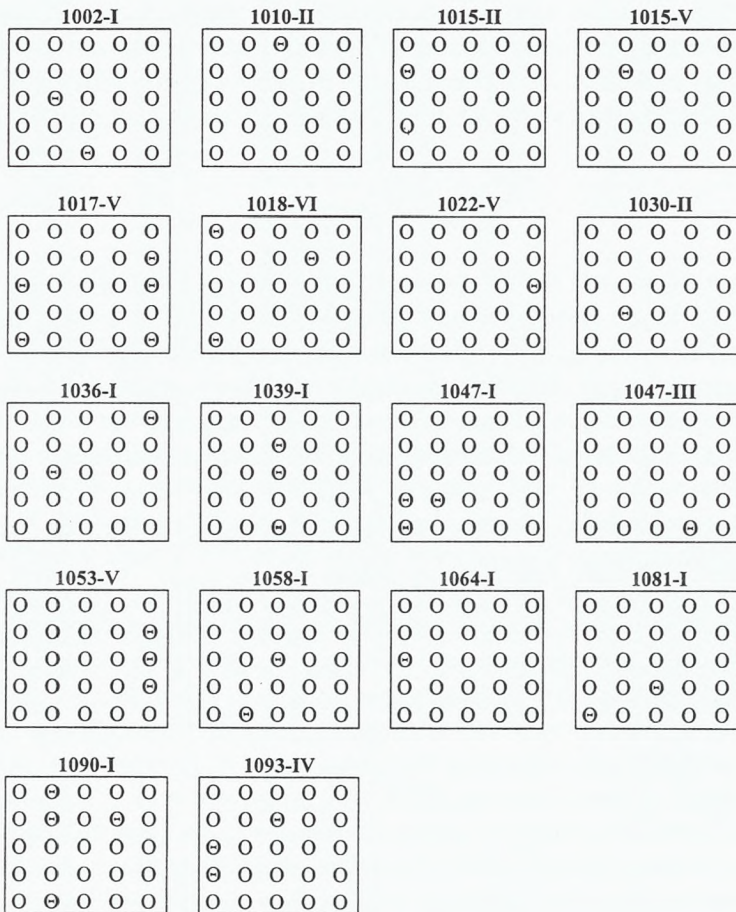 1002-I 1010-II 1015-II 1015-V
O O O O O O O Θ O O O O O O O O O O O O
O O O O O O O O O O Θ O O O O O Θ O O O
O Θ O O O O O O O O O O O O O O O O O O
O O O O O O O O O O O O O O O O O O O O
O O Θ O O O O O O O O O O O O O O O O O
1017-V 1018-VI 1022-V 1030-II
O O O O O Θ O O O O O O O O O O O O O O
O O O O Θ O O O Θ O O O O O O O O O O O
Θ O O O Θ O O O O O O O O O Θ O O O O O
O O O O O O O O O O O O O O O O Θ O O O
Θ O O O Θ Θ O O O O O O O O O O O O O O
1036-I 1039-I 1047-I 1047-III
O O O O Θ O O O O O O O O O O O O O O O
O O O O O O O Θ O O O O O O O O O O O O
O Θ O O O O O Θ O O O O O O O O O O O O
O O O O O O O O O O Θ Θ O O O O O O O O
O O O O O O O Θ O O Θ O O O O O O O Θ O
1053-V 1058-I 1064-I 1081-I
O O O O O O O O O O O O O O O O O O O O
O O O O Θ O O O O O O O O O O O O O O O
O O O O Θ O O Θ O O Θ O O O O O O O O O
O O O O Θ O O O O O O O O O O O O Θ O O
O O O O O O Θ O O O O O O O O Θ O O O O
1090-I 1093-IV
O Θ O O O O O O O O
O Θ O Θ O O O Θ O O
O O O O O Θ O O O O
O O O O O Θ O O O O
O Θ O O O O O O O O